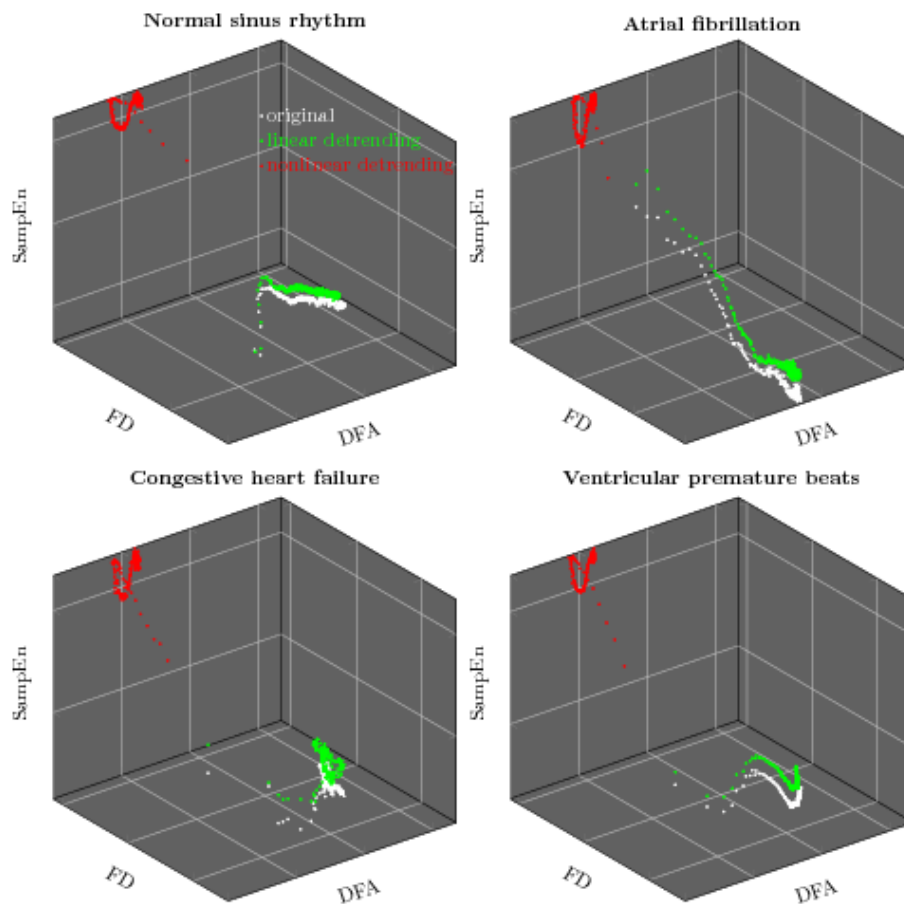 Normal sinus rhythm
Atrial fibrillation
original
linear detrending
nonlinear detrending
SampEn
SampEn
FD
DFA
FD
DFA
Congestive heart failure
Ventricular premature beats
SampEn
SampEn
FD
DFA
FD
DFA